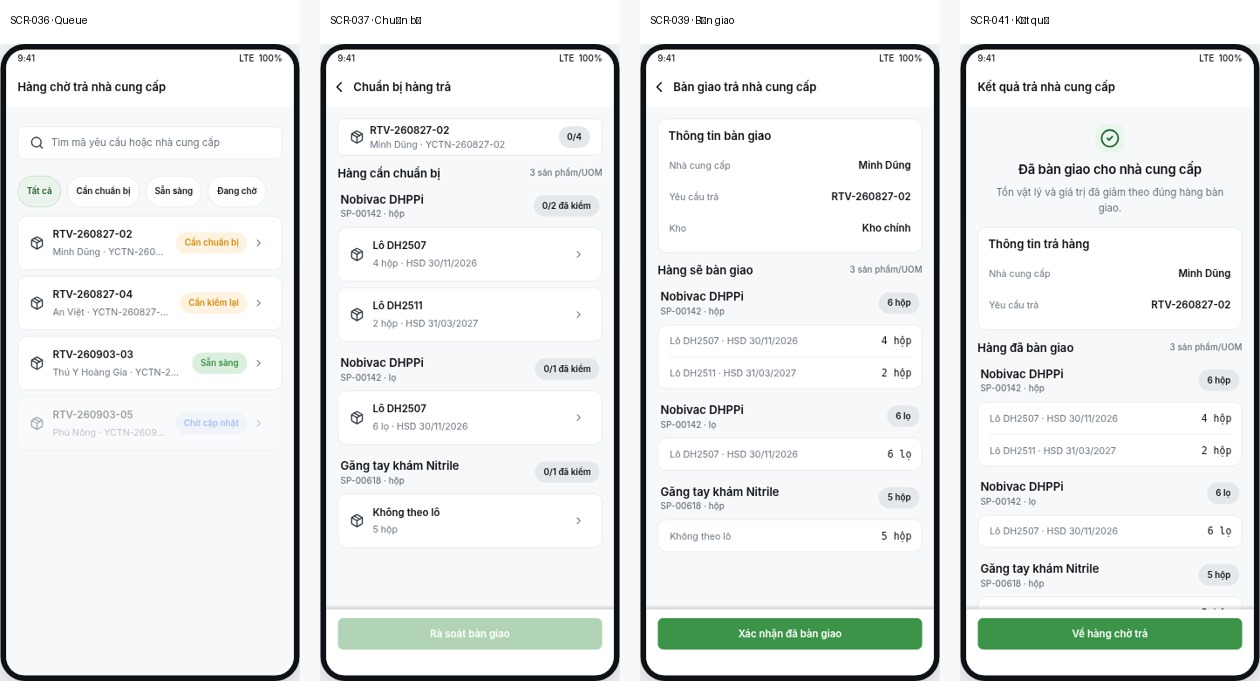 SCR-036 · Queue
9:41
LTE 100%
Hàng chờ trả nhà cung cấp
Tìm mã yêu cầu hoặc nhà cung cấp
Tất cả
Cần chuẩn bị
Sẵn sàng
Đang chờ
RTV-260827-02
Minh Dũng · YCTN-260...
Cần chuẩn bị
RTV-260827-04
An Việt · YCTN-260827-...
Cần kiểm lại
RTV-260903-03
Thú Y Hoàng Gia · YCTN-2...
Sẵn sàng
RTV-260903-05
Phú Nông · YCTN-2609...
Chờ cập nhật
SCR-037 · Chu▯n b▯
9:41
LTE 100%
Chuẩn bị hàng trả
RTV-260827-02
Minh Dũng · YCTN-260827-02
0/4
Hàng cần chuẩn bị
3 sản phẩm/UOM
Nobivac DHPPi
SP-00142 · hộp
0/2 đã kiểm
Lô DH2507
4 hộp · HSD 30/11/2026
Lô DH2511
2 hộp · HSD 31/03/2027
Nobivac DHPPi
SP-00142 · lọ
0/1 đã kiểm
Lô DH2507
6 lọ · HSD 30/11/2026
Găng tay khám Nitrile
SP-00618 · hộp
0/1 đã kiểm
Không theo lô
5 hộp
Rà soát bàn giao
SCR-039 · B▯n giao
9:41
LTE 100%
Bàn giao trả nhà cung cấp
Thông tin bàn giao
Nhà cung cấp
Minh Dũng
Yêu cầu trả
RTV-260827-02
Kho
Kho chính
Hàng sẽ bàn giao
3 sản phẩm/UOM
Nobivac DHPPi
SP-00142 · hộp
6 hộp
Lô DH2507 · HSD 30/11/2026
4 hộp
Lô DH2511 · HSD 31/03/2027
2 hộp
Nobivac DHPPi
SP-00142 · lọ
6 lọ
Lô DH2507 · HSD 30/11/2026
6 lọ
Găng tay khám Nitrile
SP-00618 · hộp
5 hộp
Không theo lô
5 hộp
Xác nhận đã bàn giao
SCR-041 · K▯t qu▯
9:41
LTE 100%
Kết quả trả nhà cung cấp
Đã bàn giao cho nhà cung cấp
Tồn vật lý và giá trị đã giảm theo đúng hàng bàn
giao.
Thông tin trả hàng
Nhà cung cấp
Minh Dũng
Yêu cầu trả
RTV-260827-02
Hàng đã bàn giao
3 sản phẩm/UOM
Nobivac DHPPi
SP-00142 · hộp
6 hộp
Lô DH2507 · HSD 30/11/2026
4 hộp
Lô DH2511 · HSD 31/03/2027
2 hộp
Nobivac DHPPi
SP-00142 · lọ
6 lọ
Lô DH2507 · HSD 30/11/2026
6 lọ
Găng tay khám Nitrile
SP-00618 · hộp
5 hộp
Về hàng chờ trả